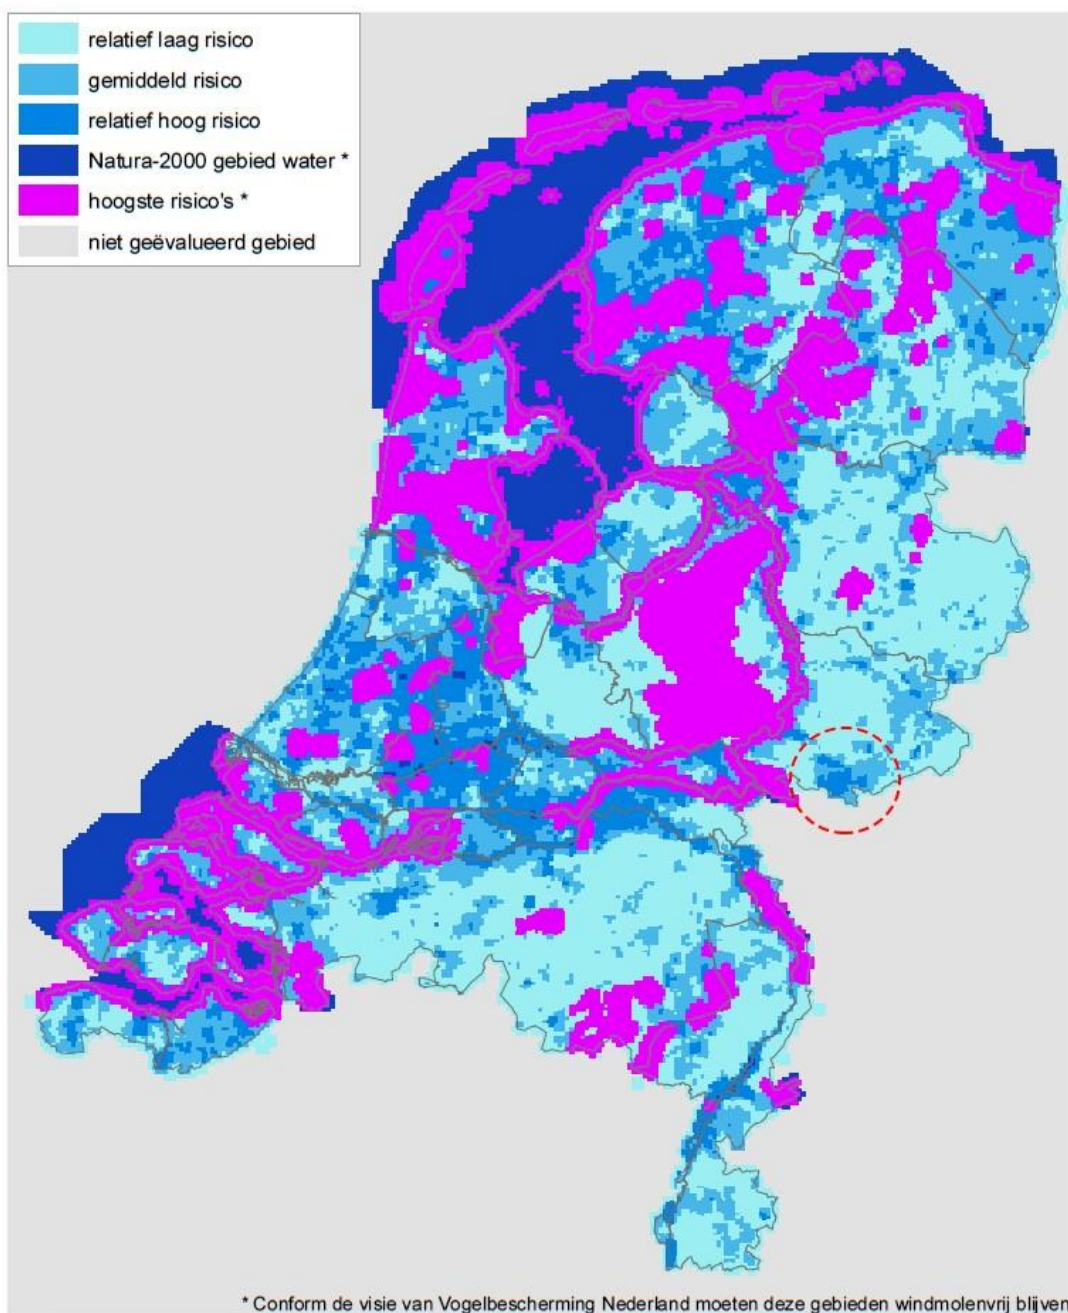 relatief laag risico
gemiddeld risico
relatief hoog risico
Natura-2000 gebied water *
hoogste risico's *
niet geëvalueerd gebied
* Conform de visie van Vogelbescherming Nederland moeten deze gebieden windmolenvrij blijven